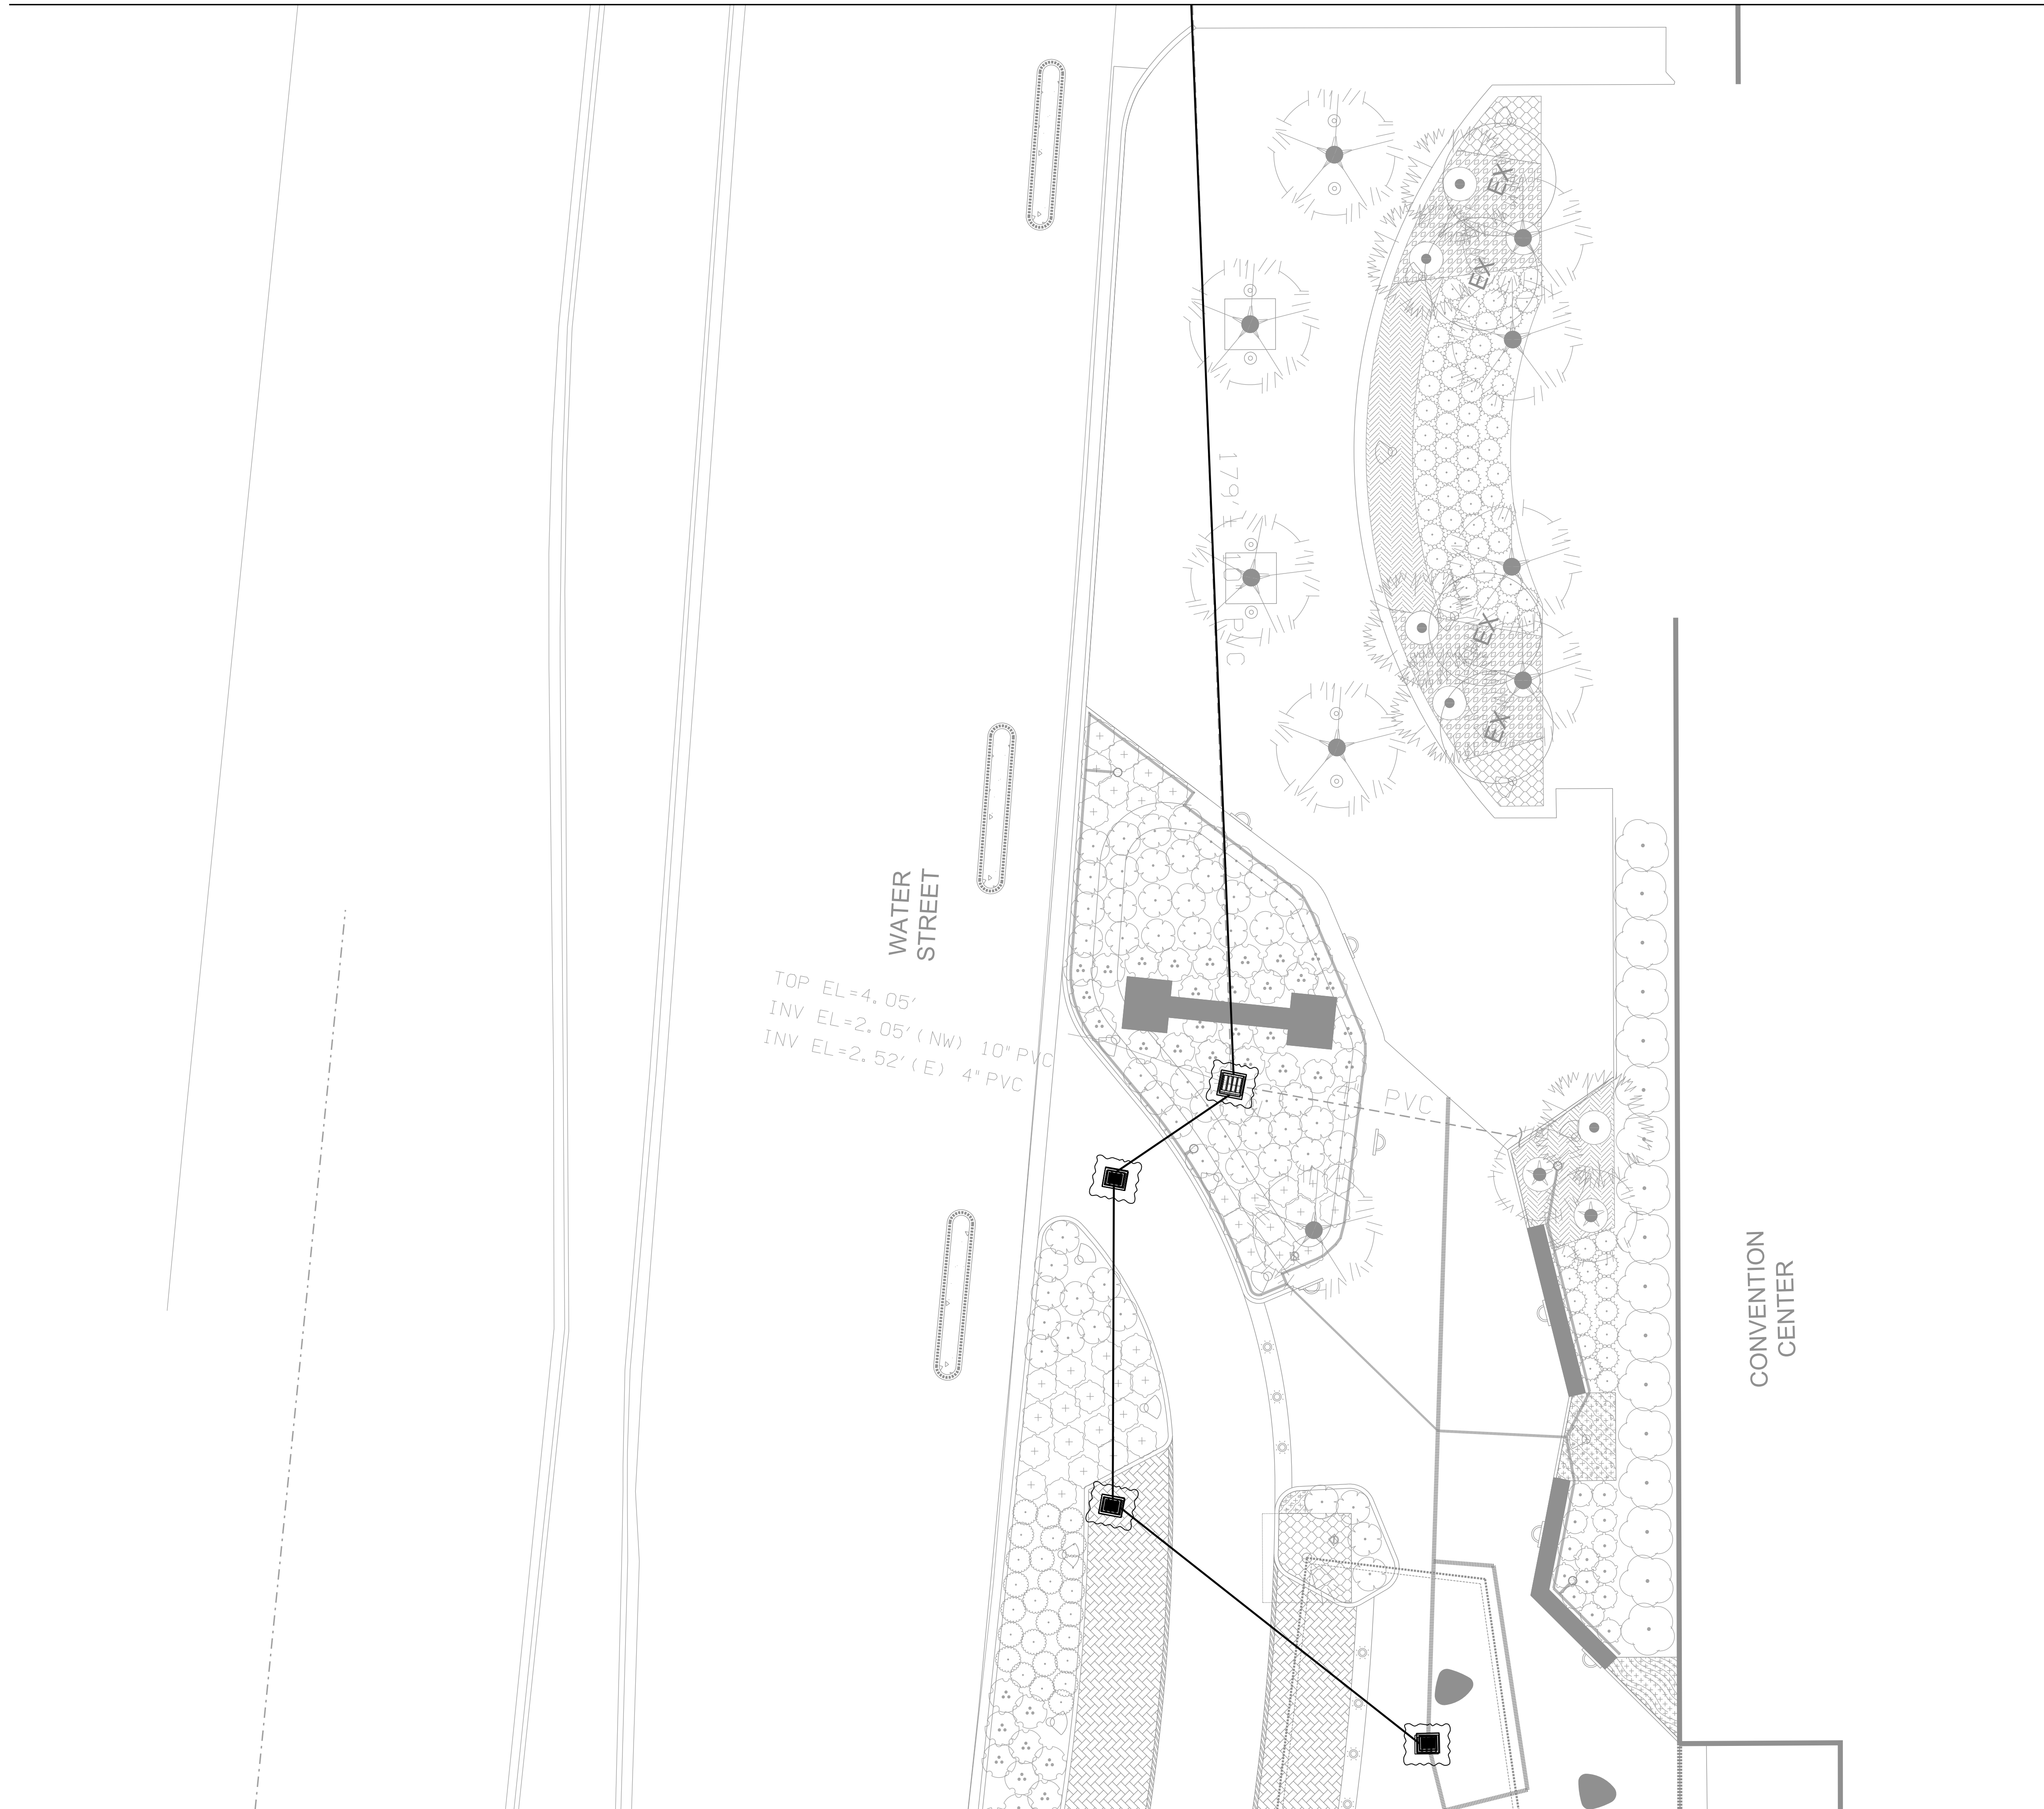 EX
EX
179'-10" PVC
EX
EX
WATER
STREET
TOP EL=4.05'
INV EL=2.05'(NW) 10"PVC
INV EL=2.52'(E) 4"PVC
PVC
CONVENTION
CENTER